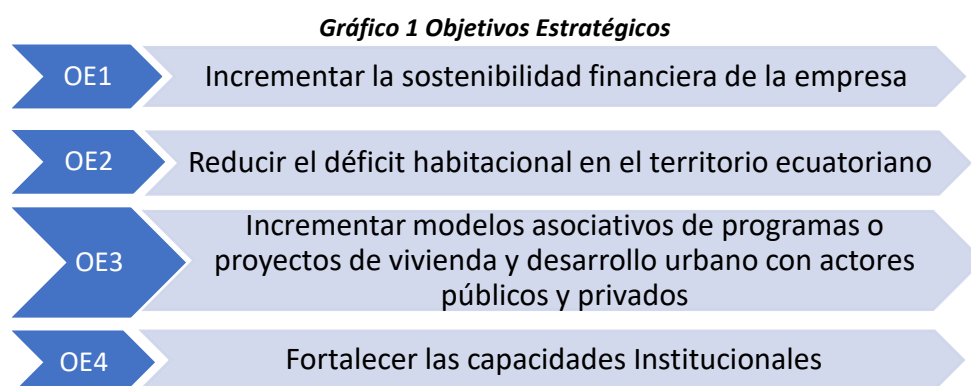 Gráfico 1 Objetivos Estratégicos
OE1
Incrementar la sostenibilidad financiera de la empresa
OE2
Reducir el déficit habitacional en el territorio ecuatoriano
OE3
Incrementar modelos asociativos de programas o
proyectos de vivienda y desarrollo urbano con actores
públicos y privados
OE4
Fortalecer las capacidades Institucionales